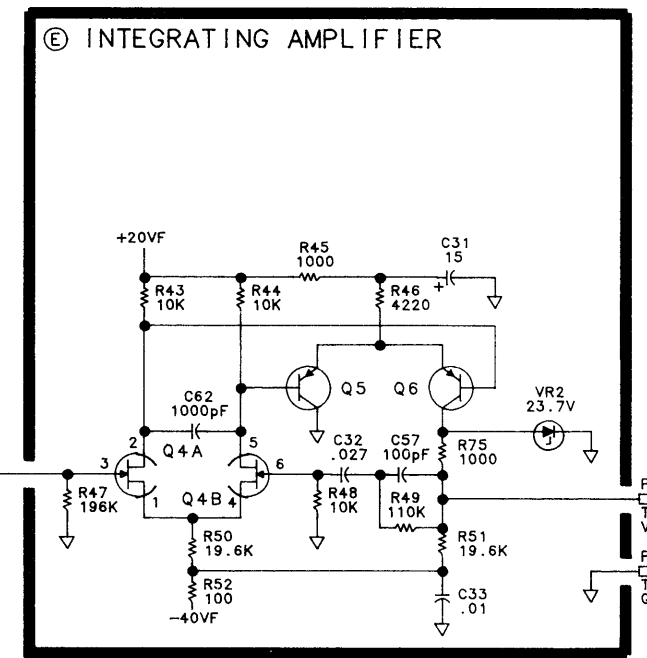 Ⓔ INTEGRATING AMPLIFIER
+20VF
R45
1000
C31
15
+
R43
10K
R44
10K
R46
4220
Q5
Q6
VR2
23.7V
C62
1000pF
2
5
Q4A
C32
.027
C57
100pF
R75
1000
3
6
R47
196K
1
Q4B
4
R48
10K
R49
110K
R50
19.6K
R51
19.6K
P
T
V
R52
100
-40VF
C33
.01
P
T
Q